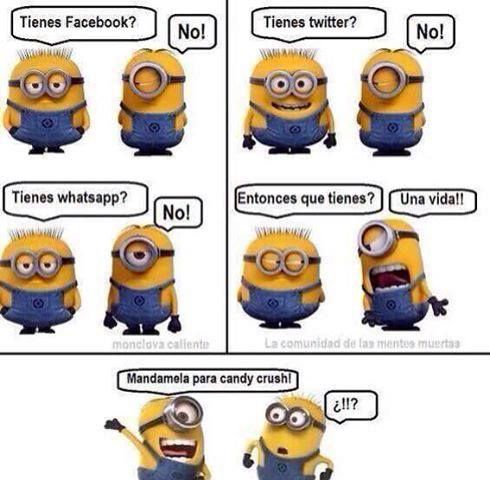 Tienes Facebook?
No!
Tienes twitter?
No!
Tienes whatsapp?
No!
Entonces que tienes?
Una vida!!
monclova caliente
La comunidad de las mentes muertas
Mandamela para candy crush!
¿!!?